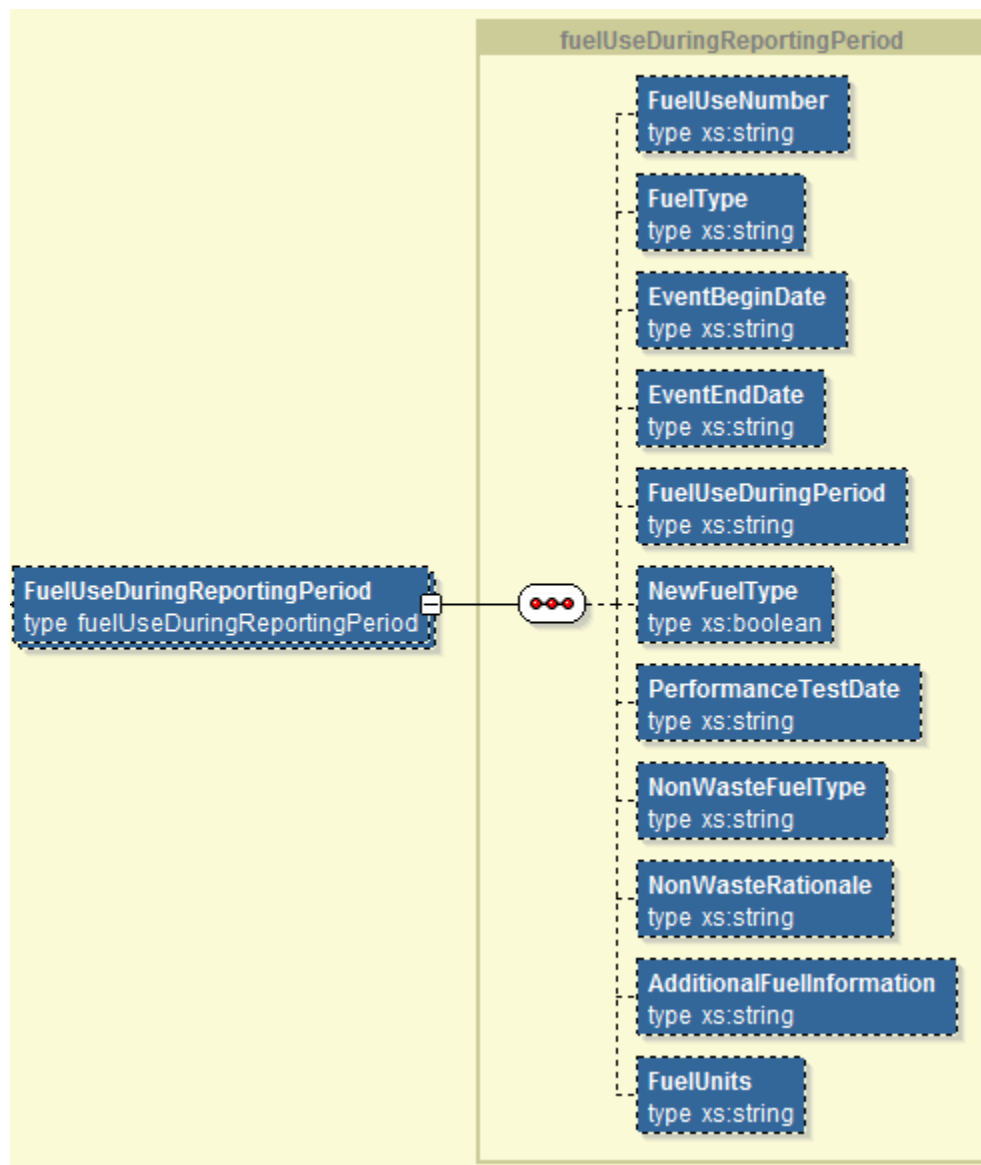 fuelUseDuringReportingPeriod
FuelUseNumber
type xs:string
FuelType
type xs:string
EventBeginDate
type xs:string
EventEndDate
type xs:string
FuelUseDuringPeriod
type xs:string
FuelUseDuringReportingPeriod
type fuelUseDuringReportingPeriod
NewFuelType
type xs:boolean
PerformanceTestDate
type xs:string
NonWasteFuelType
type xs:string
NonWasteRationale
type xs:string
AdditionalFuelInformation
type xs:string
FuelUnits
type xs:string